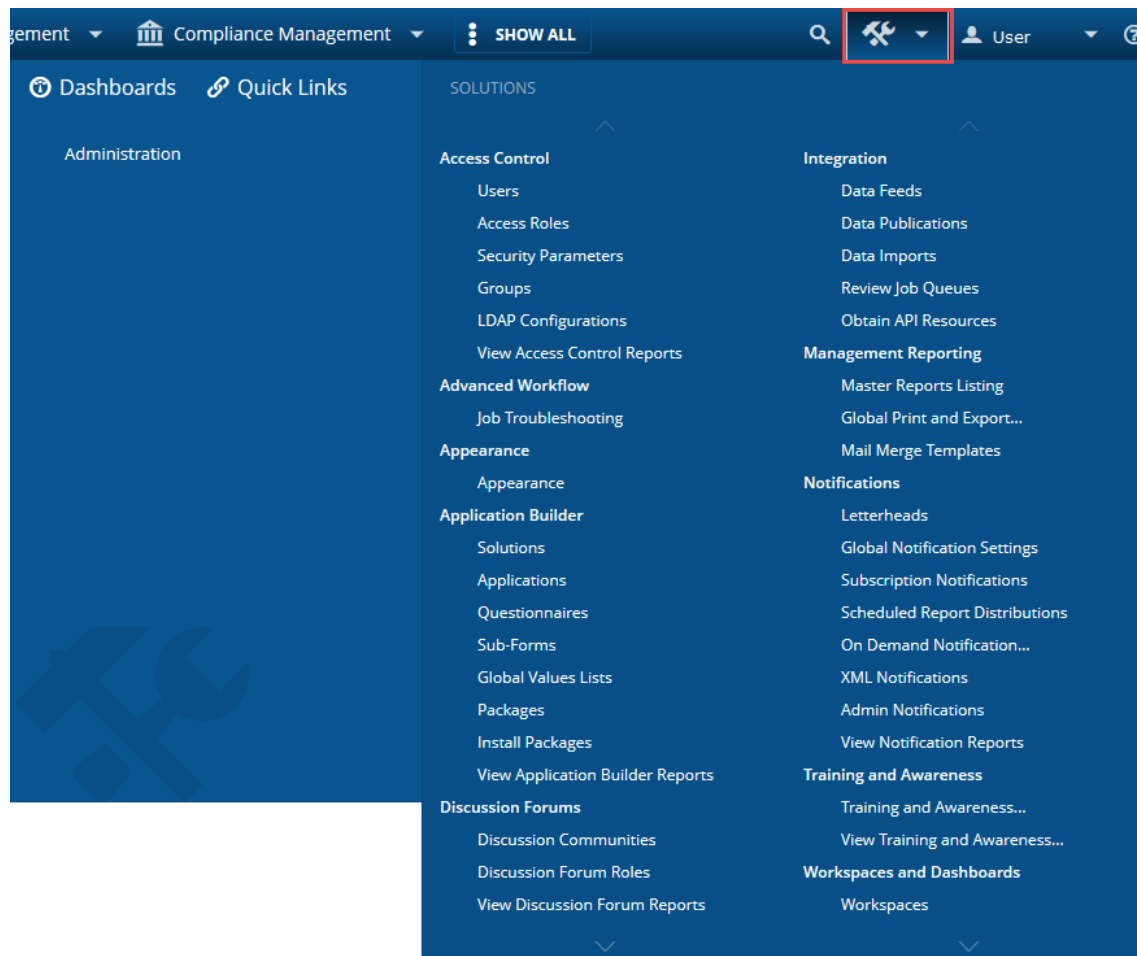 gement
Compliance Management
SHOW ALL
User
Dashboards
Quick Links
Administration
SOLUTIONS
Access Control
Users
Access Roles
Security Parameters
Groups
LDAP Configurations
View Access Control Reports
Advanced Workflow
Job Troubleshooting
Appearance
Appearance
Application Builder
Solutions
Applications
Questionnaires
Sub-Forms
Global Values Lists
Packages
Install Packages
View Application Builder Reports
Discussion Forums
Discussion Communities
Discussion Forum Roles
View Discussion Forum Reports
Integration
Data Feeds
Data Publications
Data Imports
Review Job Queues
Obtain API Resources
Management Reporting
Master Reports Listing
Global Print and Export...
Mail Merge Templates
Notifications
Letterheads
Global Notification Settings
Subscription Notifications
Scheduled Report Distributions
On Demand Notification...
XML Notifications
Admin Notifications
View Notification Reports
Training and Awareness
Training and Awareness...
View Training and Awareness...
Workspaces and Dashboards
Workspaces